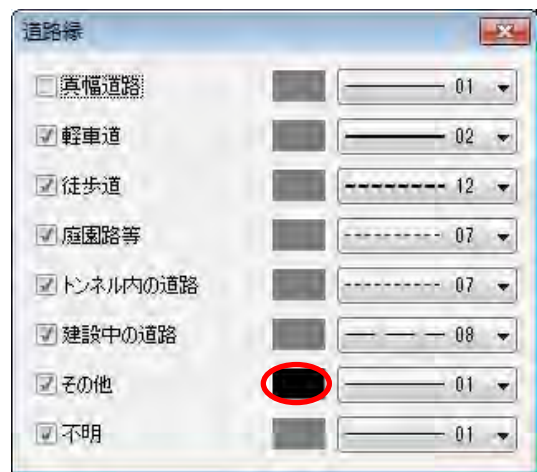 道路縁
真幅道路 01
軽車道 02
徒歩道 12
庭園路等 07
トンネル内の道路 07
建設中の道路 08
その他 01
不明 01